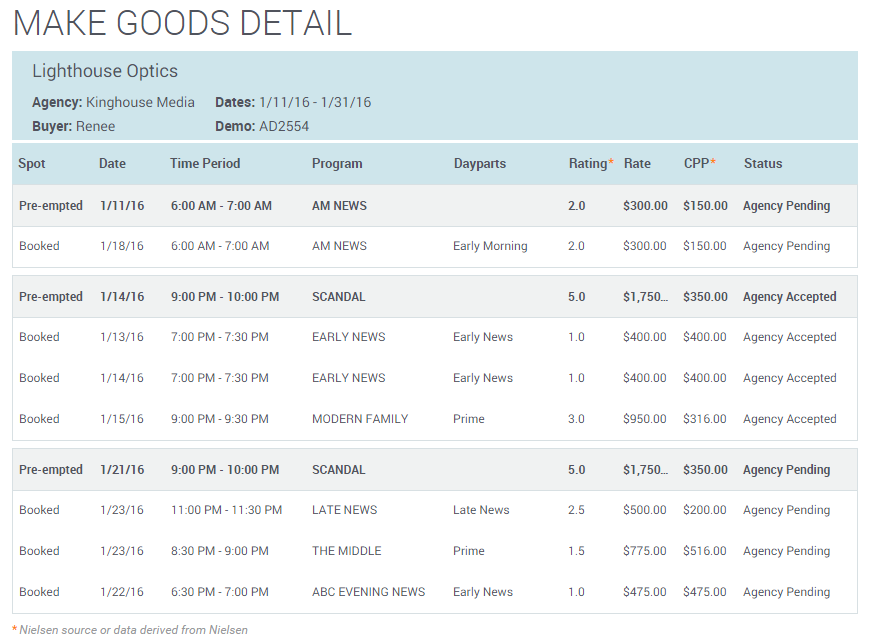 MAKE GOODS DETAIL
Lighthouse Optics
Agency: Kinghouse Media Dates: 1/11/16 - 1/31/16
Buyer: Renee Demo: AD2554
Spot Date Time Period Program Dayparts Rating* Rate CPP* Status
Pre-empted 1/11/16 6:00 AM - 7:00 AM AM NEWS 2.0 $300.00 $150.00 Agency Pending
Booked 1/18/16 6:00 AM - 7:00 AM AM NEWS Early Morning 2.0 $300.00 $150.00 Agency Pending
Pre-empted 1/14/16 9:00 PM - 10:00 PM SCANDAL 5.0 $1,750... $350.00 Agency Accepted
Booked 1/13/16 7:00 PM - 7:30 PM EARLY NEWS Early News 1.0 $400.00 $400.00 Agency Accepted
Booked 1/14/16 7:00 PM - 7:30 PM EARLY NEWS Early News 1.0 $400.00 $400.00 Agency Accepted
Booked 1/15/16 9:00 PM - 9:30 PM MODERN FAMILY Prime 3.0 $950.00 $316.00 Agency Accepted
Pre-empted 1/21/16 9:00 PM - 10:00 PM SCANDAL 5.0 $1,750... $350.00 Agency Pending
Booked 1/23/16 11:00 PM - 11:30 PM LATE NEWS Late News 2.5 $500.00 $200.00 Agency Pending
Booked 1/23/16 8:30 PM - 9:00 PM THE MIDDLE Prime 1.5 $775.00 $516.00 Agency Pending
Booked 1/22/16 6:30 PM - 7:00 PM ABC EVENING NEWS Early News 1.0 $475.00 $475.00 Agency Pending
* Nielsen source or data derived from Nielsen